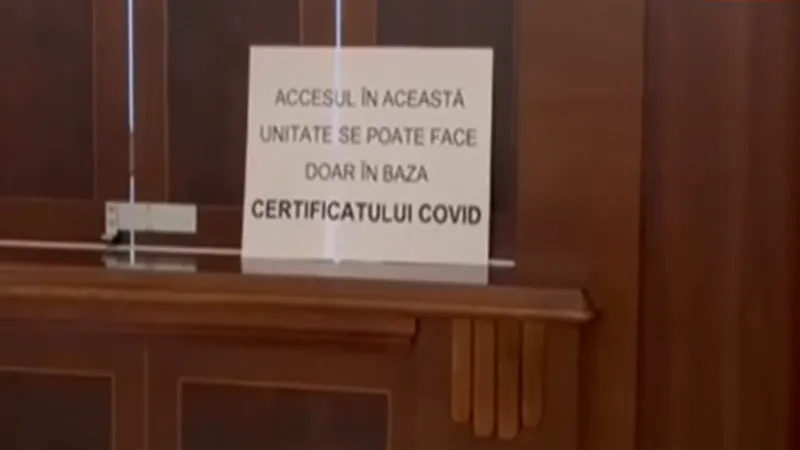 ACCESUL ÎN ACEASTĂ
UNITATE SE POATE FACE
DOAR ÎN BAZA
CERTIFICATULUI COVID